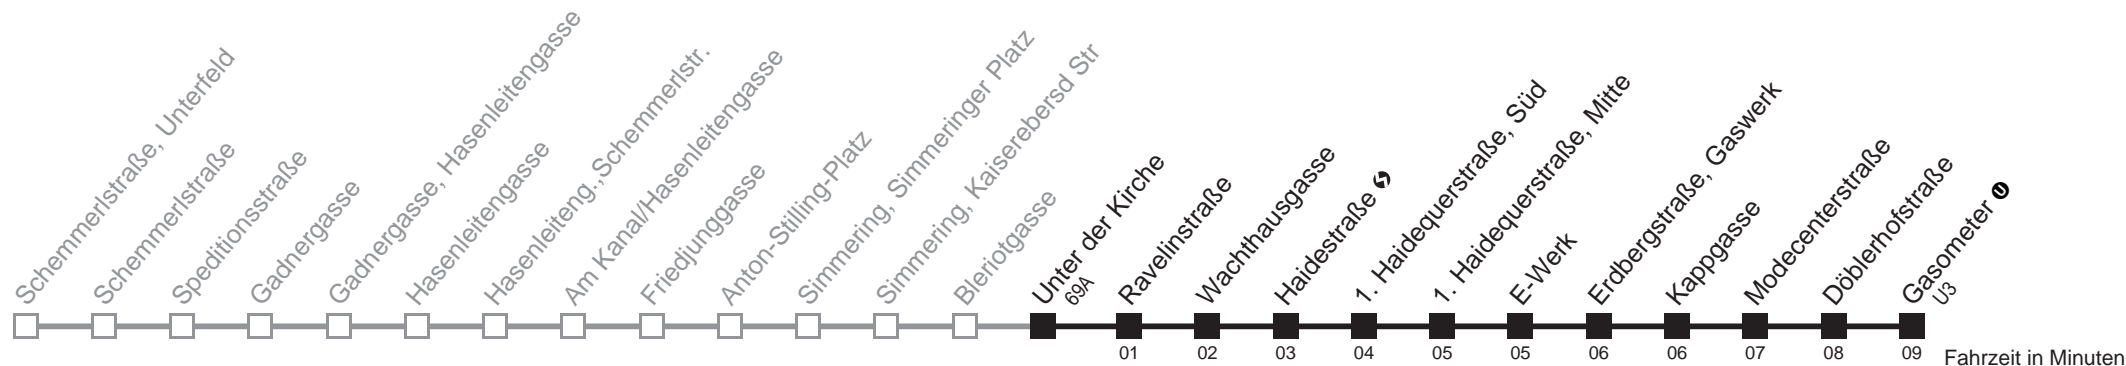 Schemmerlstraße, Unterfeld
Schemmerlstraße
Speditionsstraße
Gadnergasse
Gadnergasse, Hasenleitengasse
Hasenleitengasse
Hasenleiteng.,Schemmerlstr.
Am Kanal/Hasenleitengasse
Friedjunggasse
Anton-Stilling-Platz
Simmering, Simmeringer Platz
Simmering, Kaiserebersd Str
Bleriotgasse
Unter der Kirche
69A
Ravelinstraße
Wachthausgasse
Haidestraße
1. Haidequerstraße, Süd
1. Haidequerstraße, Mitte
E-Werk
Erdbergstraße, Gaswerk
Kappgasse
Modecenterstraße
Döblerhofstraße
Gasometer U
U3
01 02 03 04 05 05 06 06 07 08 09 Fahrzeit in Minuten